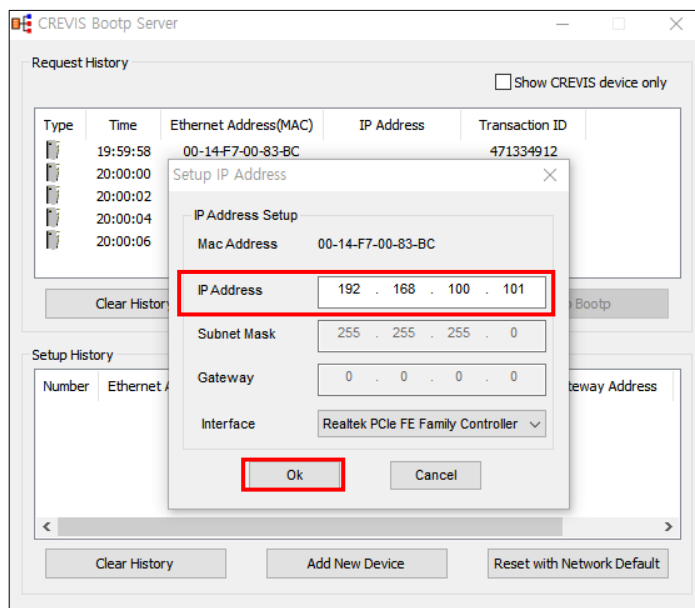 CREVIS Bootp Server
Request History
Show CREVIS device only
Type Time Ethernet Address(MAC) IP Address Transaction ID
19:59:58 00-14-F7-00-83-BC 471334912
20:00:00
20:00:02
20:00:04
20:00:06
Setup IP Address
IP Address Setup
Mac Address 00-14-F7-00-83-BC
IP Address 192 . 168 . 100 . 101
Subnet Mask 255 . 255 . 255 . 0
Gateway 0 . 0 . 0 . 0
Interface Realtek PCIe FE Family Controller
Ok Cancel
Clear Bootp
Setup History
Number Ethernet Address
Clear History Add New Device Reset with Network Default